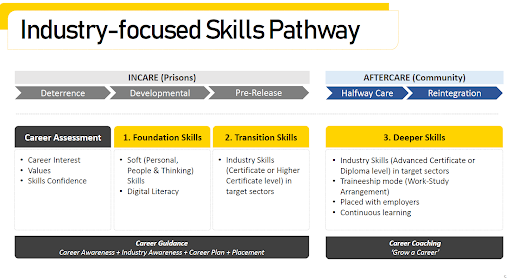 Industry-focused Skills Pathway
INCARE (Prisons)
AFTERCARE (Community)
Deterrence
Developmental
Pre-Release
Halfway Care
Reintegration
Career Assessment
• Career Interest
• Values
• Skills Confidence
1. Foundation Skills
• Soft (Personal,
People & Thinking)
Skills
• Digital Literacy
2. Transition Skills
• Industry Skills
(Certificate or Higher
Certificate level) in
target sectors
3. Deeper Skills
• Industry Skills (Advanced Certificate or
Diploma level) in target sectors
• Traineeship mode (Work-Study
Arrangement)
• Placed with employers
• Continuous learning
Career Guidance
Career Awareness + Industry Awareness + Career Plan + Placement
Career Coaching
'Grow a Career'